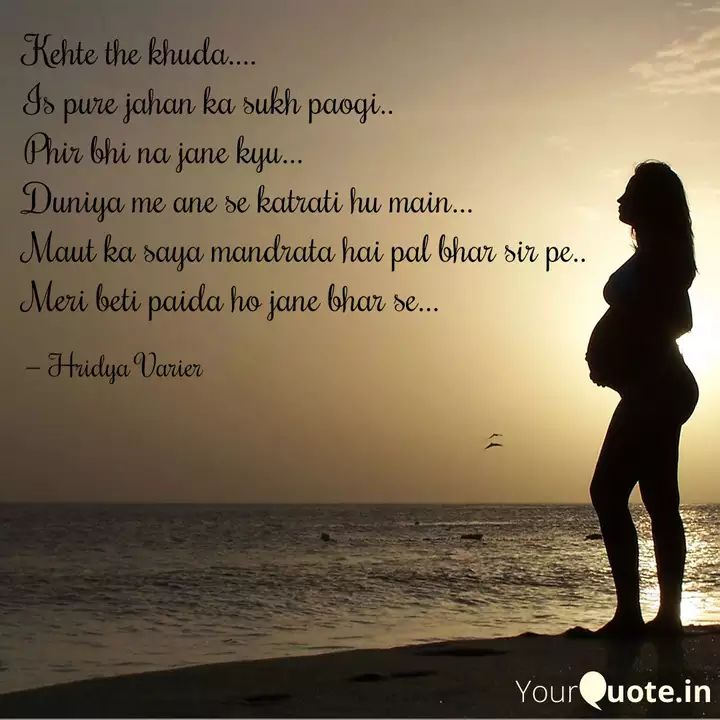 Kehte the khuda....
Is pure jahan ka sukh paogi..
Phir bhi na jane kyu...
Duniya me ane se katrati hu main...
Maut ka saya mandrata hai pal bhar sir pe..
Meri beti paida ho jane bhar se...
– Hridya Varier
YourQuote.in